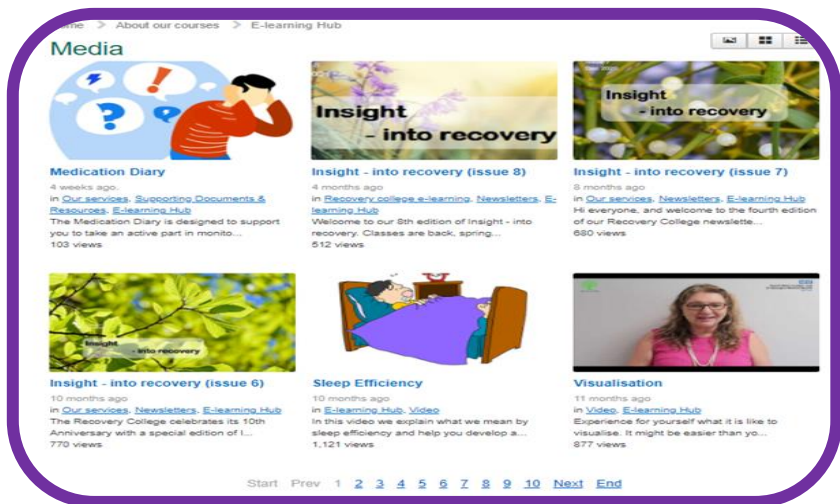 About our courses > E-learning Hub
Media
Insight
- into recovery
Insight
- into recovery
Medication Diary
4 weeks ago.
in Our services, Supporting Documents &
Resources, E-learning Hub
The Medication Diary is designed to support
you to take an active part in monito...
103 views
Insight - into recovery (issue 8)
4 months ago
in Recovery college e-learning, Newsletters, E-
learning Hub
Welcome to our 8th edition of Insight - into
recovery. Classes are back, spring...
512 views
Insight - into recovery (issue 7)
8 months ago
in Our services, Newsletters, E-learning Hub
Hi everyone, and welcome to the fourth edition
of our Recovery College newslette...
680 views
Insight
- into recovery
Insight - into recovery (issue 6)
10 months ago
in Our services, Newsletters, E-learning Hub
The Recovery College celebrates its 10th
Anniversary with a special edition of I...
770 views
Sleep Efficiency
10 months ago
in E-learning Hub, Video
In this video we explain what we mean by
sleep efficiency and help you develop a...
1,121 views
Visualisation
11 months ago
in Video, E-learning Hub
Experience for yourself what it is like to
visualise. It might be easier than yo...
877 views
Start Prev 1 2 3 4 5 6 7 8 9 10 Next End